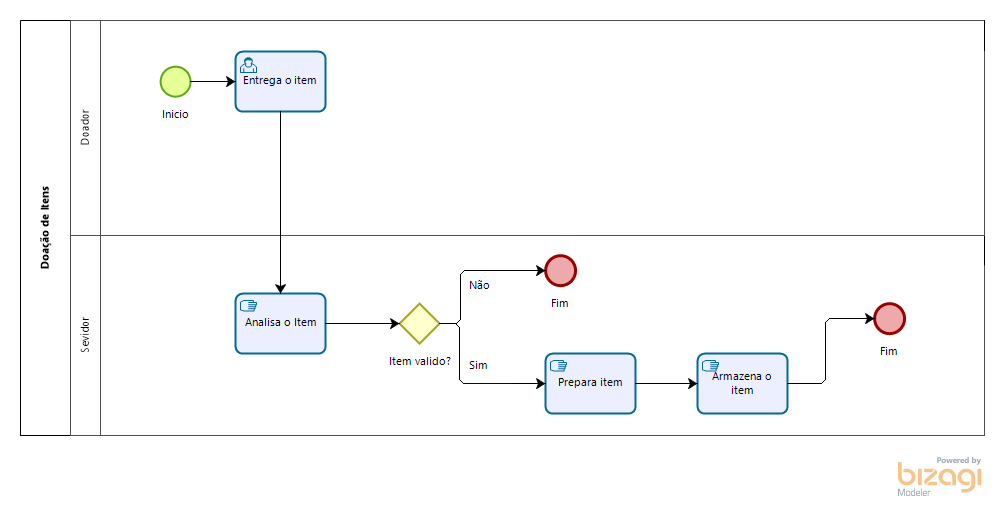 Doação de Itens
Doador
Inicio
Entrega o item
Sevidor
Analisa o Item
Item valido?
Não
Fim
Sim
Prepara item
Armazena o
item
Fim
Powered by
bizagi
Modeler